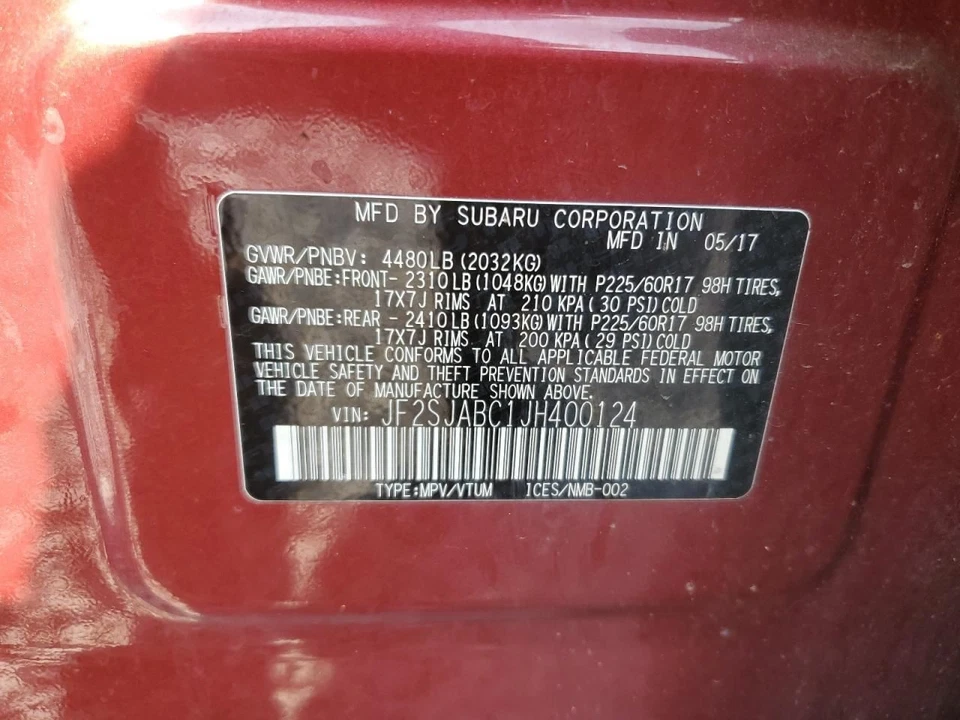 MFD BY SUBARU CORPORATION
MFD IN 05/17
GVWR/PNBV: 4480LB (2032KG)
GAWR/PNBE:FRONT- 2310LB (1048KG) WITH P225/60R17 98H TIRES,
17X7J RIMS AT 210 KPA ( 30 PSI) COLD
GAWR/PNBE:REAR - 2410LB (1093KG) WITH P225/60R17 98H TIRES,
17X7J RIMS AT 200 KPA ( 29 PSI) COLD
THIS VEHICLE CONFORMS TO ALL APPLICABLE FEDERAL MOTOR
VEHICLE SAFETY AND THEFT PREVENTION STANDARDS IN EFFECT ON
THE DATE OF MANUFACTURE SHOWN ABOVE.
VIN: JF2SJABC1JH400124
TYPE:MPV/VTUM ICES/NMB-002